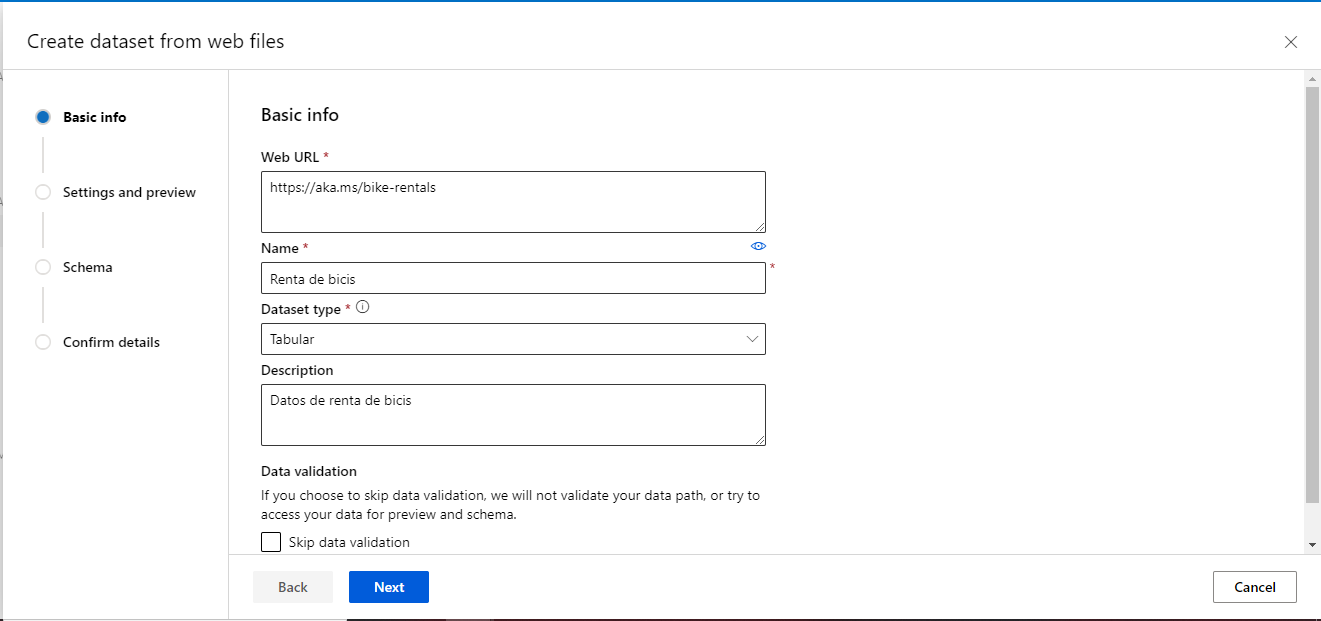 Create dataset from web files
Basic info
Settings and preview
Schema
Confirm details
Basic info
Web URL *
https://aka.ms/bike-rentals
Name *
Renta de bicis
*
Dataset type *
Tabular
Description
Datos de renta de bicis
Data validation
If you choose to skip data validation, we will not validate your data path, or try to
access your data for preview and schema.
Skip data validation
Back
Next
Cancel